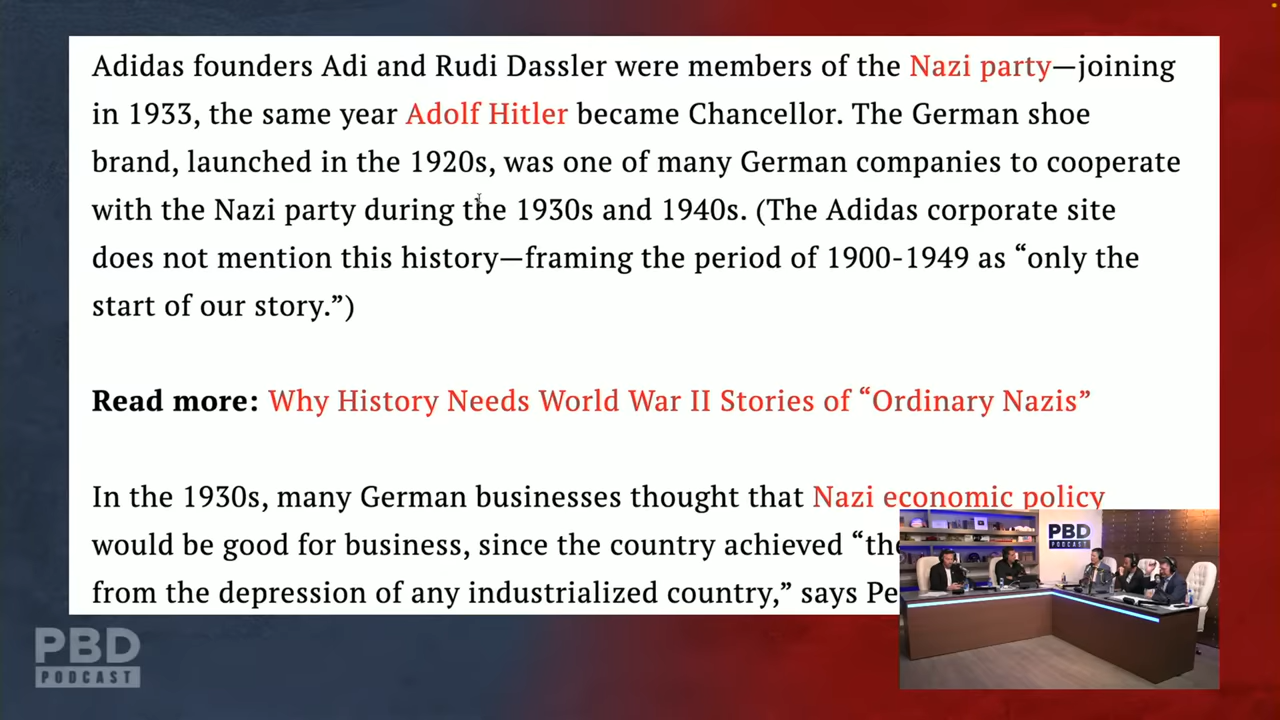 Adidas founders Adi and Rudi Dassler were members of the Nazi party—joining
in 1933, the same year Adolf Hitler became Chancellor. The German shoe
brand, launched in the 1920s, was one of many German companies to cooperate
with the Nazi party during the 1930s and 1940s. (The Adidas corporate site
does not mention this history—framing the period of 1900-1949 as “only the
start of our story.”)
Read more: Why History Needs World War II Stories of “Ordinary Nazis”
In the 1930s, many German businesses thought that Nazi economic policy
would be good for business, since the country achieved “the
from the depression of any industrialized country,” says Pe
PBD
PODCAST
PBD
PODCAST